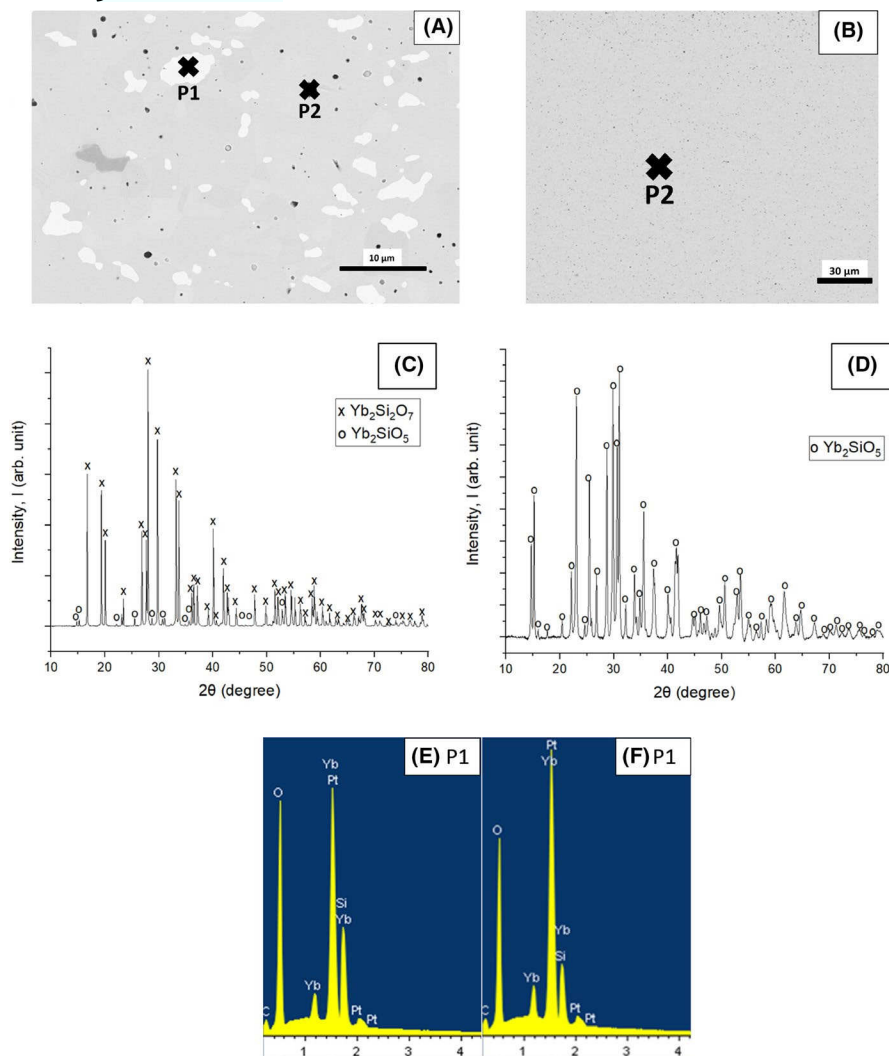 (A)
P1
P2
10 µm
(B)
P2
30 µm
(C)
x Yb₂Si₂O₇
o Yb₂SiO₅
Intensity, I (arb. unit)
10 20 30 40 50 60 70 80
2θ (degree)
(D)
o Yb₂SiO₅
Intensity, I (arb. unit)
10 20 30 40 50 60 70 80
2θ (degree)
(E) P1
O
Yb
Pt
Si
Yb
Yb
C
Pt
Pt
1 2 3 4
(F) P1
Pt
Yb
O
Yb
Si
Yb
C
Pt
Pt
1 2 3 4